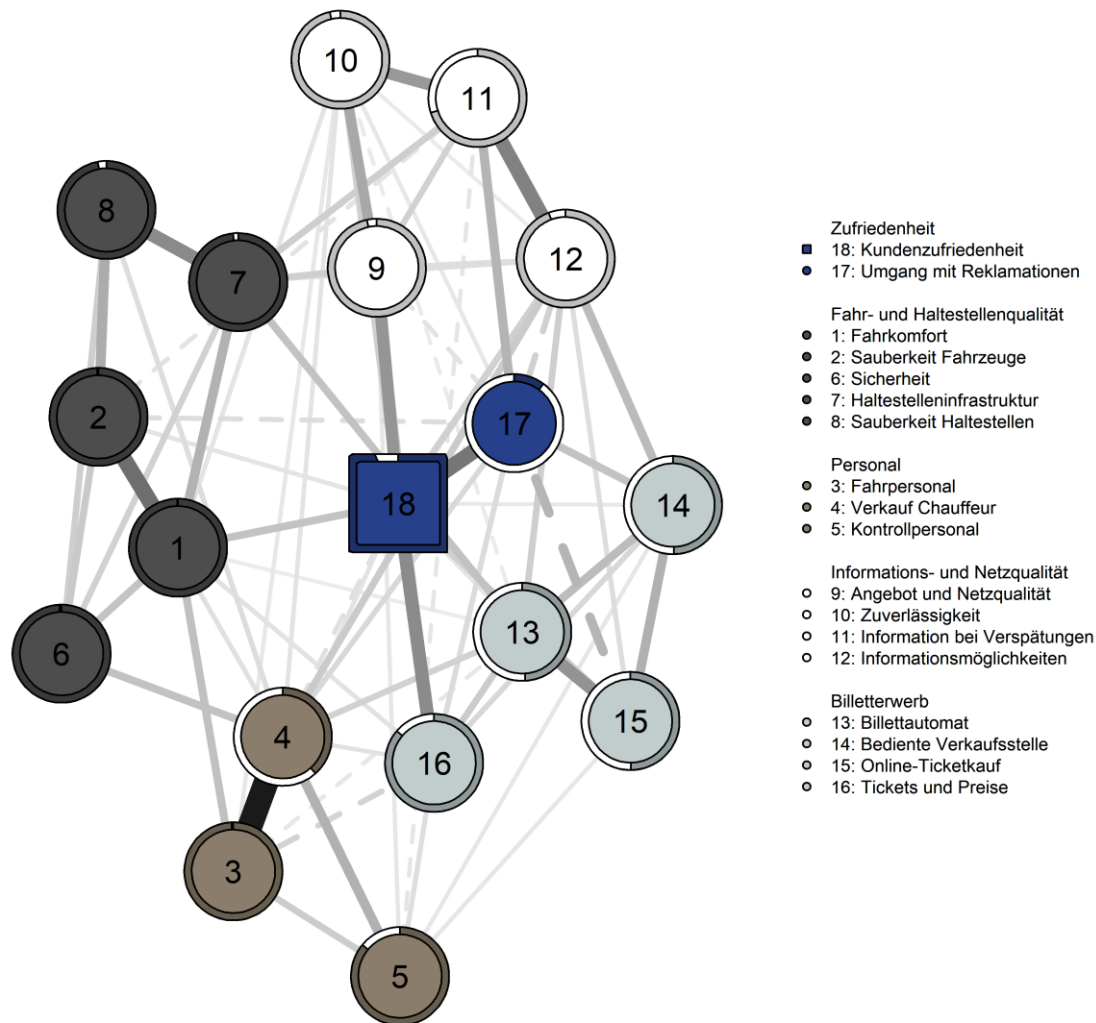 10
11
8
7
9
12
2
17
18
14
1
13
6
4
15
16
3
5
Zufriedenheit
18: Kundenzufriedenheit
17: Umgang mit Reklamationen
Fahr- und Haltestellenqualität
1: Fahrkomfort
2: Sauberkeit Fahrzeuge
6: Sicherheit
7: Haltestelleninfrastruktur
8: Sauberkeit Haltestellen
Personal
3: Fahrpersonal
4: Verkauf Chauffeur
5: Kontrollpersonal
Informations- und Netzqualität
9: Angebot und Netzqualität
10: Zuverlässigkeit
11: Information bei Verspätungen
12: Informationsmöglichkeiten
Billetterwerb
13: Billettautomat
14: Bediente Verkaufsstelle
15: Online-Ticketkauf
16: Tickets und Preise